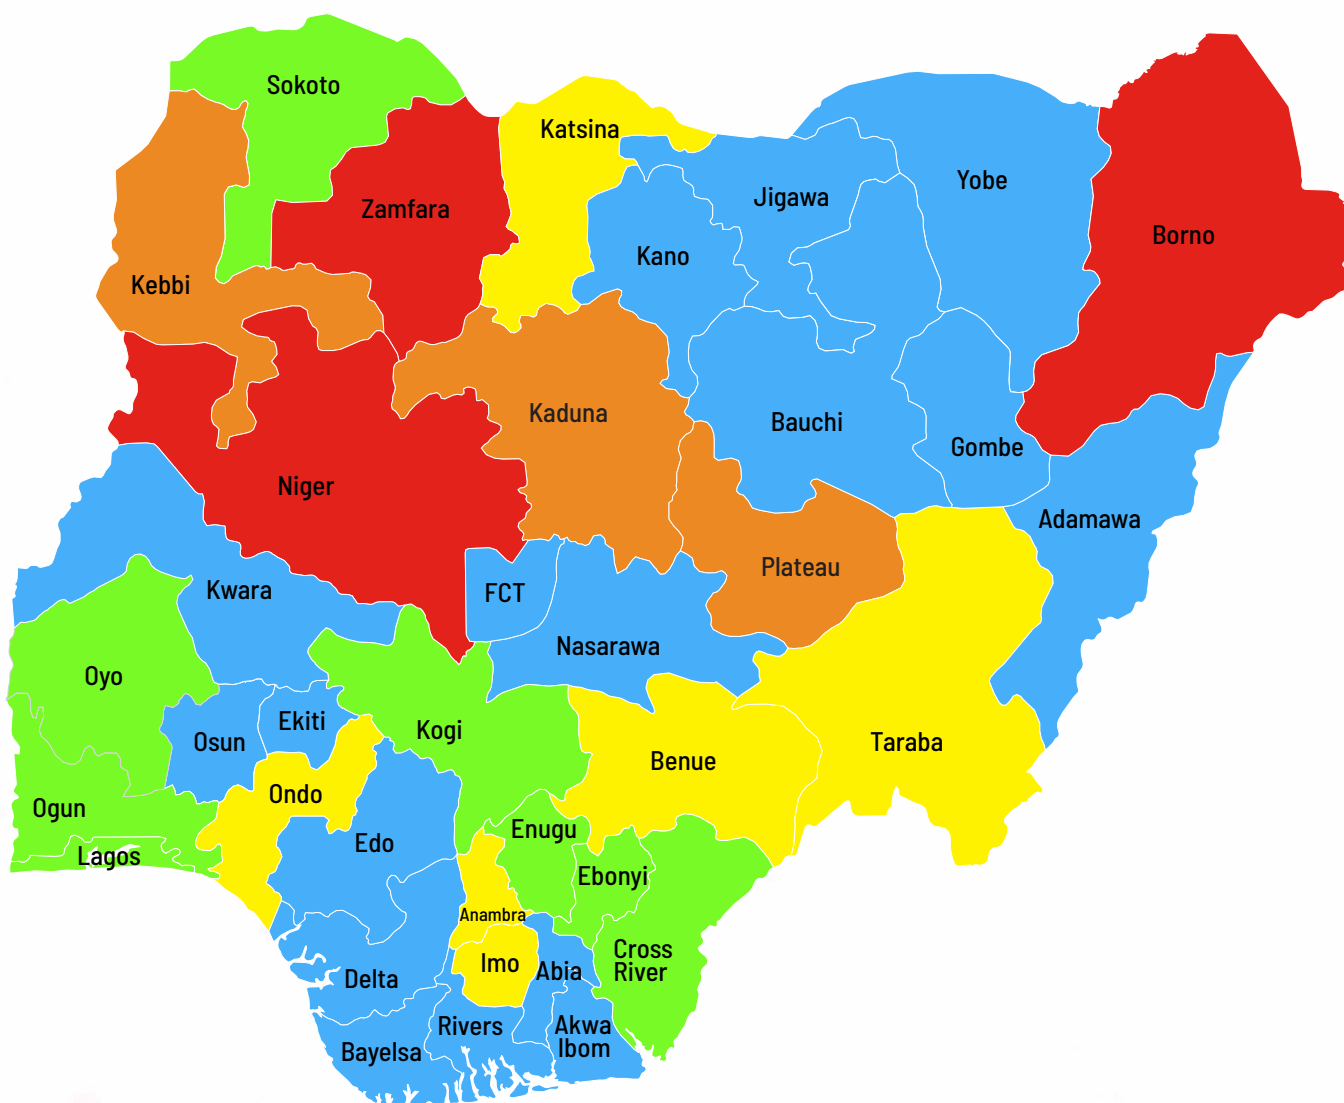 Sokoto
Katsina
Yobe
Jigawa
Zamfara
Borno
Kano
Kebbi
Kaduna
Bauchi
Gombe
Niger
Adamawa
Plateau
FCT
Kwara
Nasarawa
Oyo
Ekiti
Kogi
Osun
Taraba
Benue
Ondo
Ogun
Enugu
Edo
Lagos
Ebonyi
Anambra
Cross
River
Imo
Abia
Delta
Rivers
Akwa
Ibom
Bayelsa